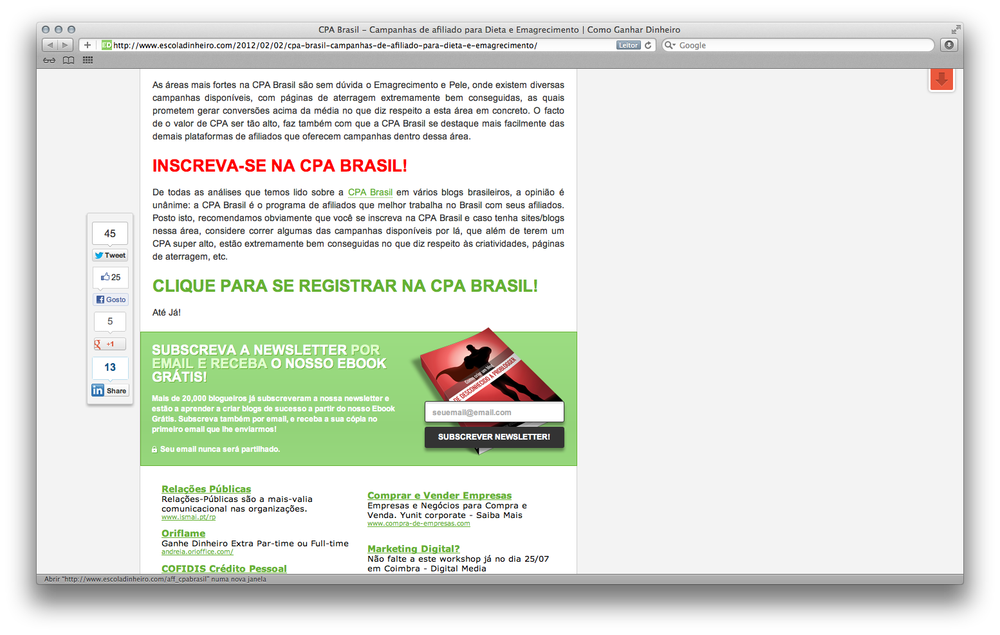 CPA Brasil – Campanhas de afiliado para Dieta e Emagrecimento | Como Ganhar Dinheiro
ED http://www.escoladinheiro.com/2012/02/02/cpa-brasil-campanhas-de-afiliado-para-dieta-e-emagrecimento/ Leitor
Google
As áreas mais fortes na CPA Brasil são sem dúvida o Emagrecimento e Pele, onde existem diversas
campanhas disponíveis, com páginas de aterragem extremamente bem conseguidas, as quais
prometem gerar conversões acima da média no que diz respeito a esta área em concreto. O facto
de o valor de CPA ser tão alto, faz também com que a CPA Brasil se destaque mais facilmente das
demais plataformas de afiliados que oferecem campanhas dentro dessa área.
INSCREVA-SE NA CPA BRASIL!
De todas as análises que temos lido sobre a CPA Brasil em vários blogs brasileiros, a opinião é
unânime: a CPA Brasil é o programa de afiliados que melhor trabalha no Brasil com seus afiliados.
Posto isto, recomendamos obviamente que você se inscreva na CPA Brasil e caso tenha sites/blogs
nessa área, considere correr algumas das campanhas disponíveis por lá, que além de terem um
CPA super alto, estão extremamente bem conseguidas no que diz respeito às criatividades, páginas
de aterragem, etc.
CLIQUE PARA SE REGISTRAR NA CPA BRASIL!
Até Já!
45
Tweet
25
Gosto
5
g +1
13
in Share
SUBSCREVA A NEWSLETTER POR
EMAIL E RECEBA O NOSSO EBOOK
GRÁTIS!
Mais de 20,000 blogueiros já subscreveram a nossa newsletter e
estão a aprender a criar blogs de sucesso a partir do nosso Ebook
Grátis. Subscreva também por email, e receba a sua cópia no
primeiro email que lhe enviarmos!
Seu email nunca será partilhado.
Como criar um blog
DE DESCONHECIDO A PROBLOGGER
seuemail@email.com
SUBSCREVER NEWSLETTER!
Relações Públicas
Relações-Públicas são a mais-valia
comunicacional nas organizações.
www.ismai.pt/rp
Oriflame
Ganhe Dinheiro Extra Par-time ou Full-time
andreia.orioffice.com/
COFIDIS Crédito Pessoal
Comprar e Vender Empresas
Empresas e Negócios para Compra e
Venda. Yunit corporate - Saiba Mais
www.compra-de-empresas.com
Marketing Digital?
Não falte a este workshop já no dia 25/07
em Coimbra - Digital Media
Abrir "http://www.escoladinheiro.com/aff_cpabrasil" numa nova janela